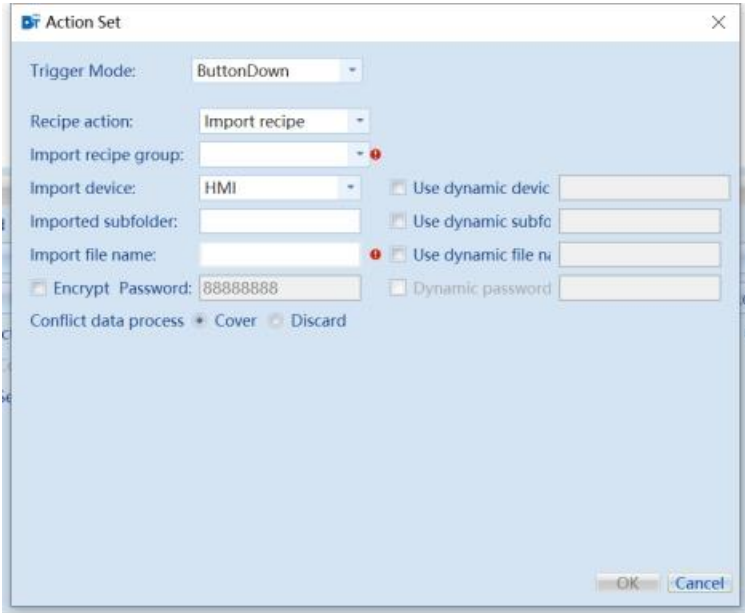 DT Action Set
Trigger Mode: ButtonDown
Recipe action: Import recipe
Import recipe group:
Import device: HMI Use dynamic devic
Imported subfolder: Use dynamic subfo
Import file name: Use dynamic file na
Encrypt Password: 88888888 Dynamic password
Conflict data process Cover Discard
OK Cancel